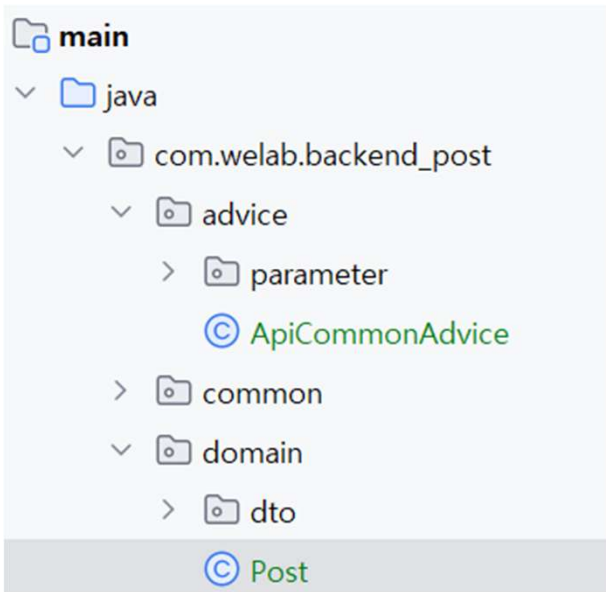 main
java
com.welab.backend_post
advice
parameter
ApiCommonAdvice
common
domain
dto
Post